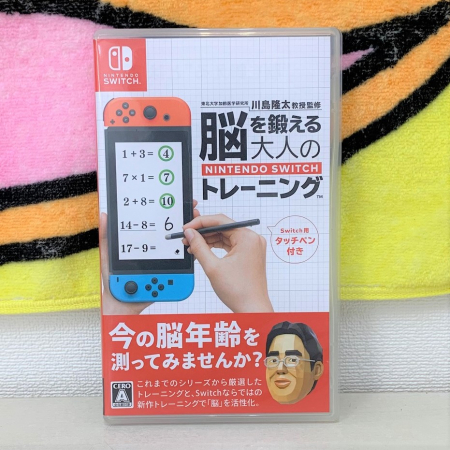 NINTENDO
SWITCH™
東北大学加齢医学研究所 川島隆太教授監修
脳を鍛える
大人の
NINTENDO SWITCH
トレーニング™
1+3= 4
7×1= 7
2+8= 10
14-8= 6
17-9=
Switch用
タッチペン
付き
今の脳年齢を
測ってみませんか?
これまでのシリーズから厳選した
トレーニングと、Switchならではの
新作トレーニングで「脳」を活性化。
CERO
A